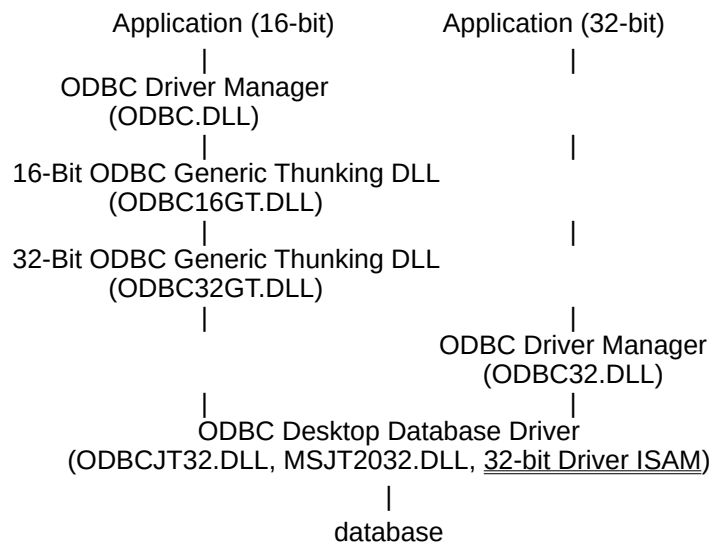 Application (16-bit) Application (32-bit)
| |
ODBC Driver Manager
(ODBC.DLL)
| |
16-Bit ODBC Generic Thunking DLL
(ODBC16GT.DLL)
| |
32-Bit ODBC Generic Thunking DLL
(ODBC32GT.DLL)
| |
ODBC Driver Manager
(ODBC32.DLL)
| |
ODBC Desktop Database Driver
(ODBCJT32.DLL, MSJT2032.DLL, 32-bit Driver ISAM)
|
database